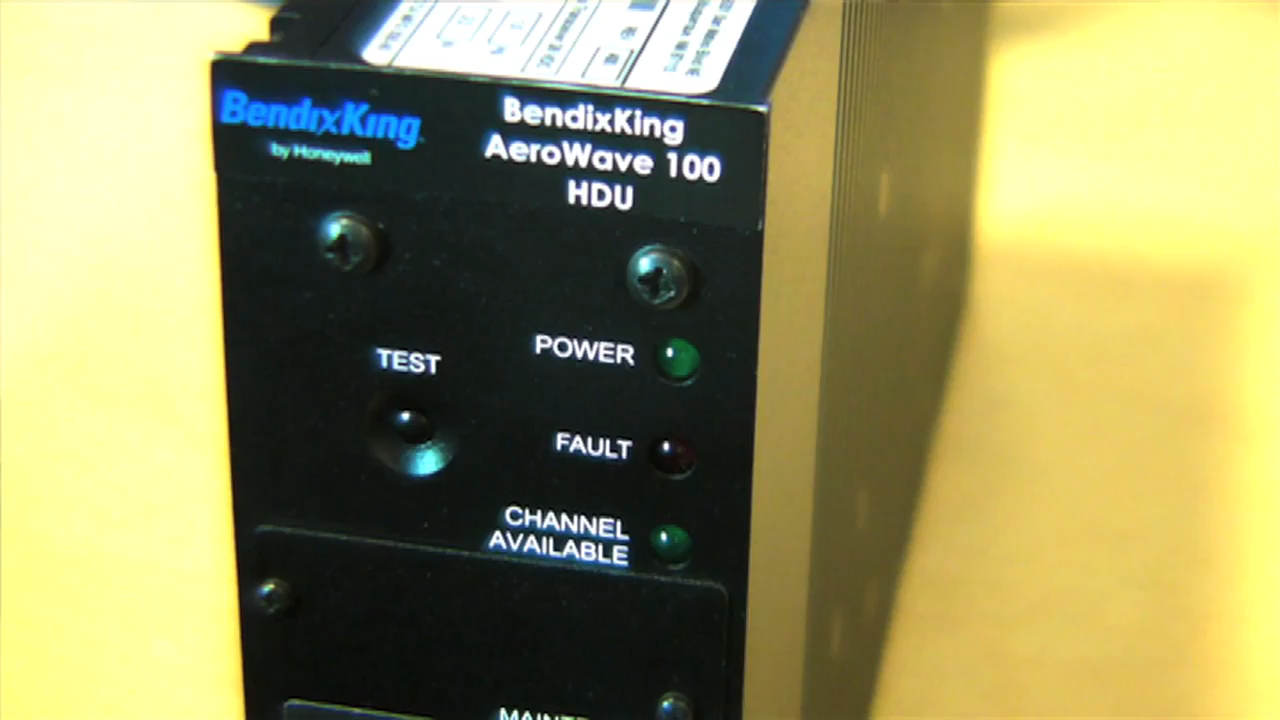 BendixKing
by Honeywell
BendixKing
AeroWave 100
HDU
TEST
POWER
FAULT
CHANNEL
AVAILABLE